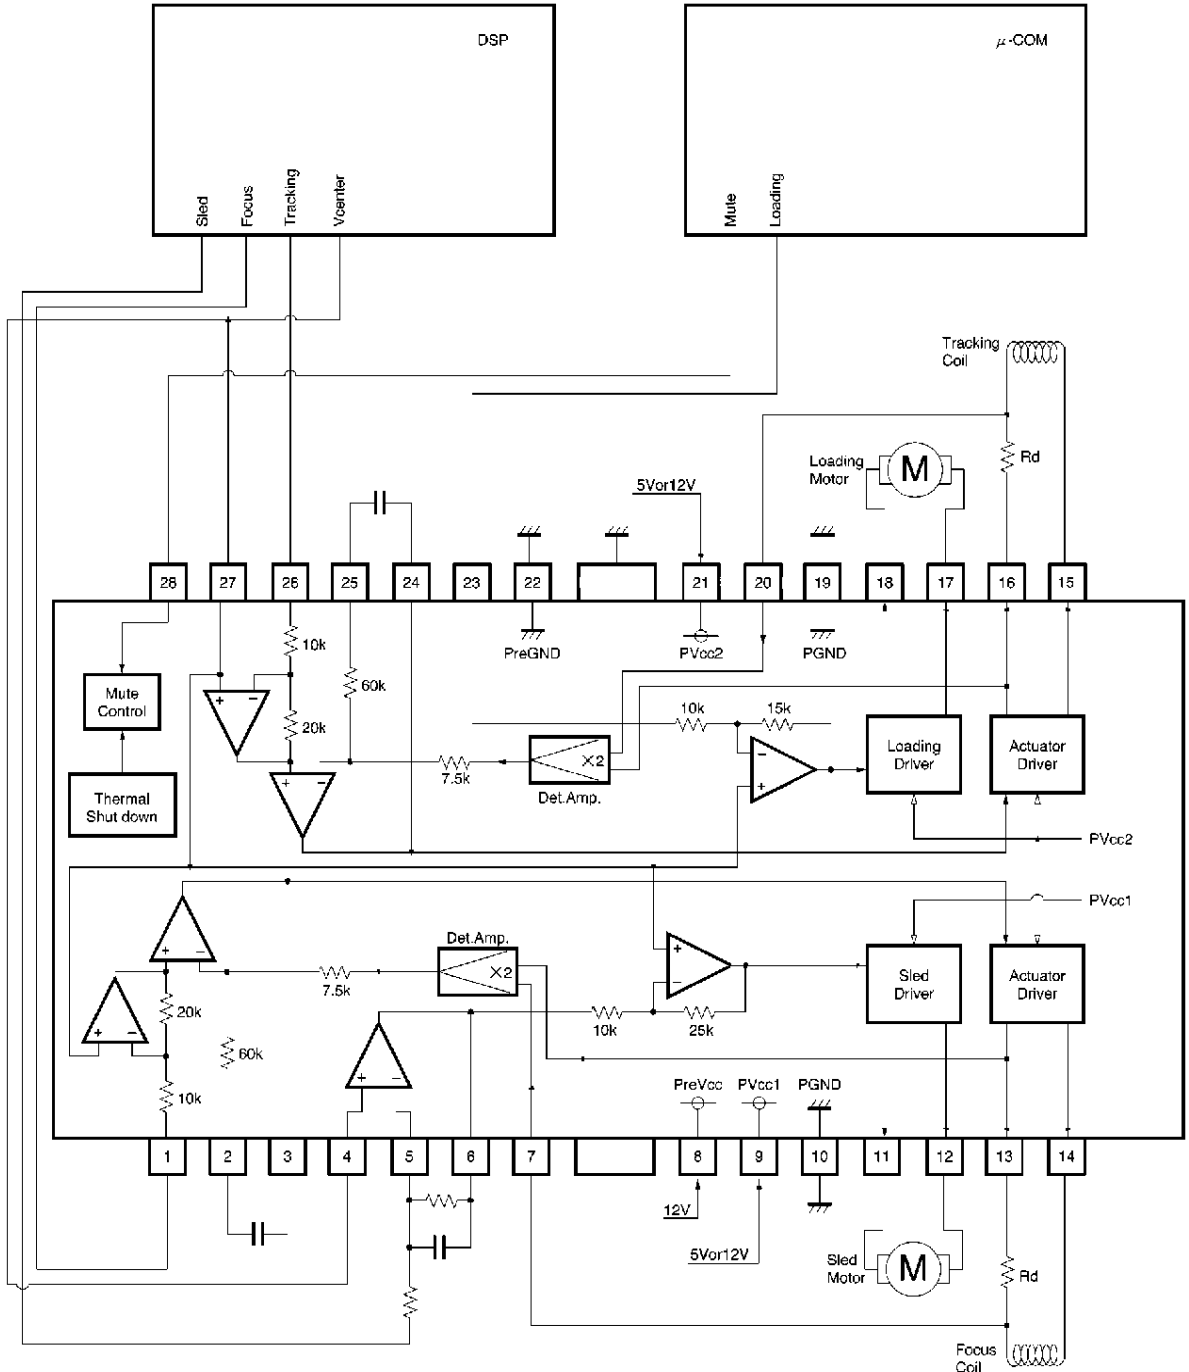 DSP
μ-COM
Sled
Focus
Tracking
Vcenter
Mute
Loading
Tracking
Coil
Rd
Loading
Motor
M
5Vor12V
28
27
26
25
24
23
22
21
20
19
18
17
16
15
PreGND
PVcc2
PGND
10k
60k
20k
Mute
Control
+
−
+
−
Thermal
Shut down
7.5k
X2
Det.Amp.
10k
15k
−
+
Loading
Driver
Actuator
Driver
PVcc2
PVcc1
+
−
Det.Amp.
X2
7.5k
+
−
Sled
Driver
Actuator
Driver
20k
+
−
60k
10k
25k
10k
+
−
PreVcc
PVcc1
PGND
1
2
3
4
5
6
7
8
9
10
11
12
13
14
12V
5Vor12V
Sled
Motor
M
Rd
Focus
Coil